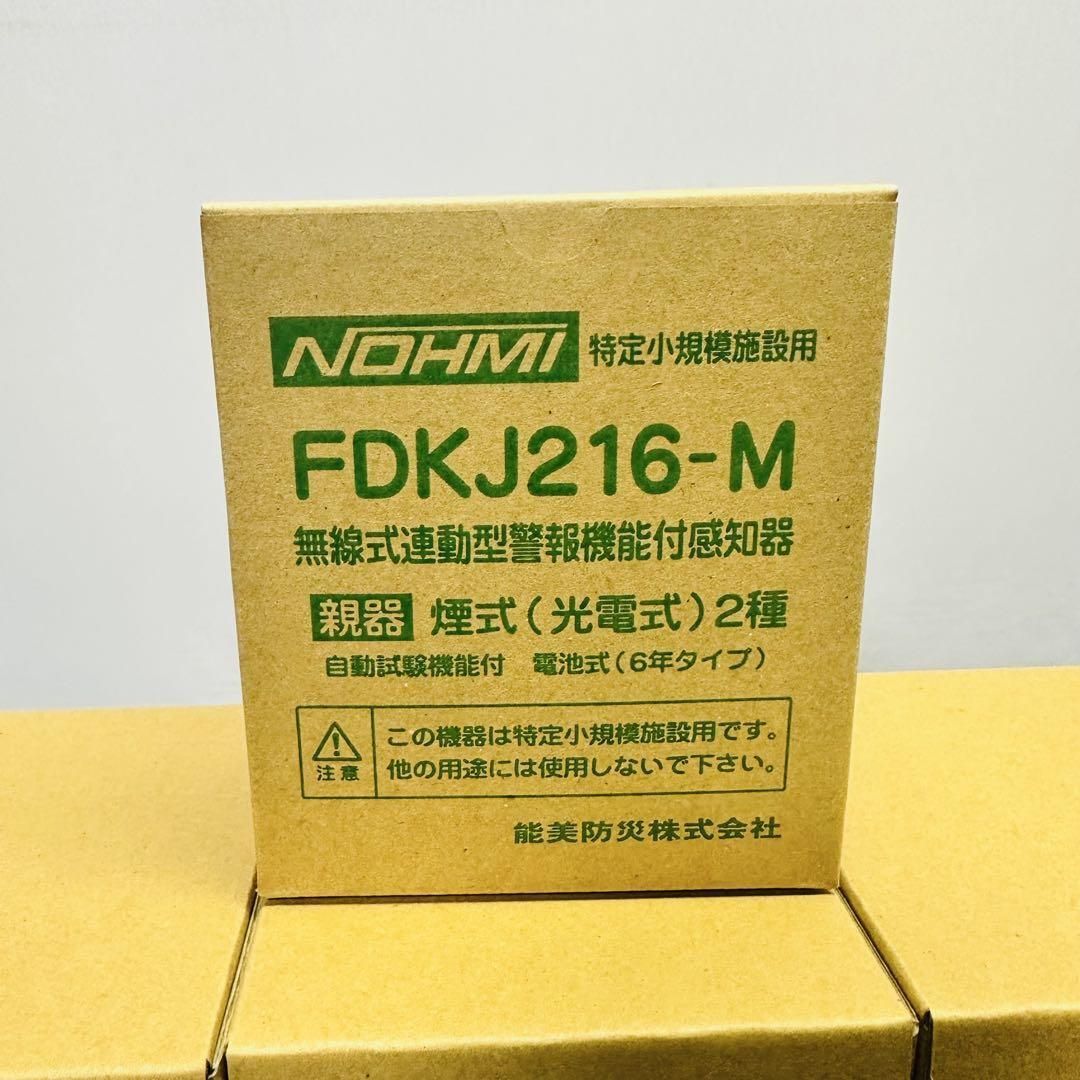 NOHMI 特定小規模施設用
FDKJ216-M
無線式連動型警報機能付感知器
親器 煙式(光電式)2種
自動試験機能付 電池式(6年タイプ)
注意
この機器は特定小規模施設用です。
他の用途には使用しないで下さい。
能美防災株式会社